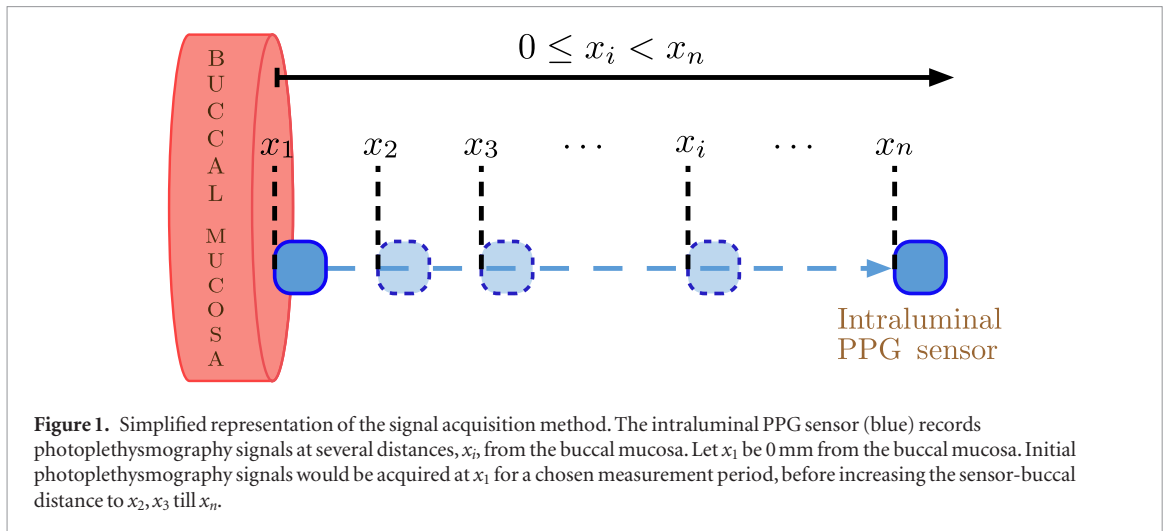 0 ≤ x_i < x_n
BUCCAL MUCOSA
x_1 x_2 x_3 ··· x_i ··· x_n
Intraluminal
PPG sensor
Figure 1. Simplified representation of the signal acquisition method. The intraluminal PPG sensor (blue) records
photoplethysmography signals at several distances, x_i, from the buccal mucosa. Let x_1 be 0 mm from the buccal mucosa. Initial
photoplethysmography signals would be acquired at x_1 for a chosen measurement period, before increasing the sensor-buccal
distance to x_2, x_3 till x_n.